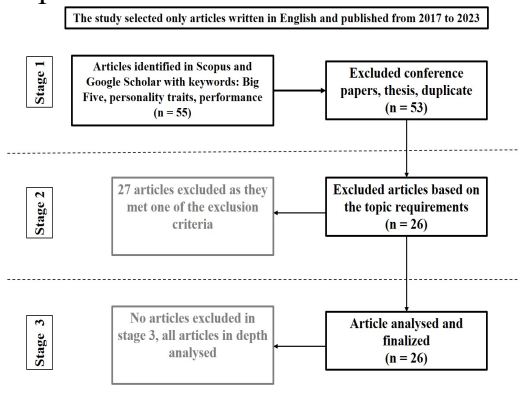 The study selected only articles written in English and published from 2017 to 2023
Stage 1
Articles identified in Scopus and
Google Scholar with keywords: Big
Five, personality traits, performance
(n = 55)
Excluded conference
papers, thesis, duplicate
(n = 53)
Stage 2
27 articles excluded as they
met one of the exclusion
criteria
Excluded articles based on
the topic requirements
(n = 26)
Stage 3
No articles excluded in
stage 3, all articles in depth
analysed
Article analysed and
finalized
(n = 26)